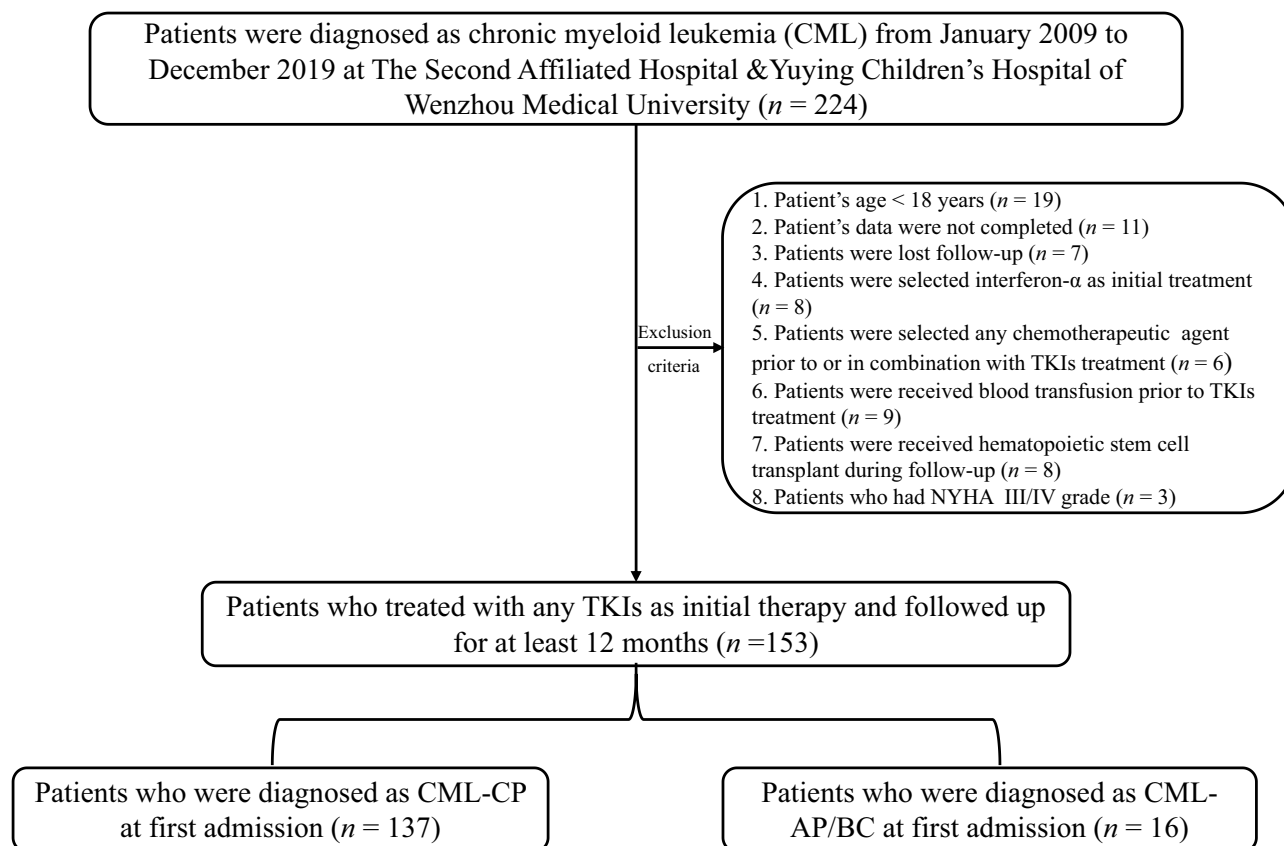 Patients were diagnosed as chronic myeloid leukemia (CML) from January 2009 to
December 2019 at The Second Affiliated Hospital &Yuying Children's Hospital of
Wenzhou Medical University (n = 224)
Exclusion
criteria
1. Patient's age < 18 years (n = 19)
2. Patient's data were not completed (n = 11)
3. Patients were lost follow-up (n = 7)
4. Patients were selected interferon-α as initial treatment
(n = 8)
5. Patients were selected any chemotherapeutic agent
prior to or in combination with TKIs treatment (n = 6)
6. Patients were received blood transfusion prior to TKIs
treatment (n = 9)
7. Patients were received hematopoietic stem cell
transplant during follow-up (n = 8)
8. Patients who had NYHA III/IV grade (n = 3)
Patients who treated with any TKIs as initial therapy and followed up
for at least 12 months (n =153)
Patients who were diagnosed as CML-CP
at first admission (n = 137)
Patients who were diagnosed as CML-
AP/BC at first admission (n = 16)